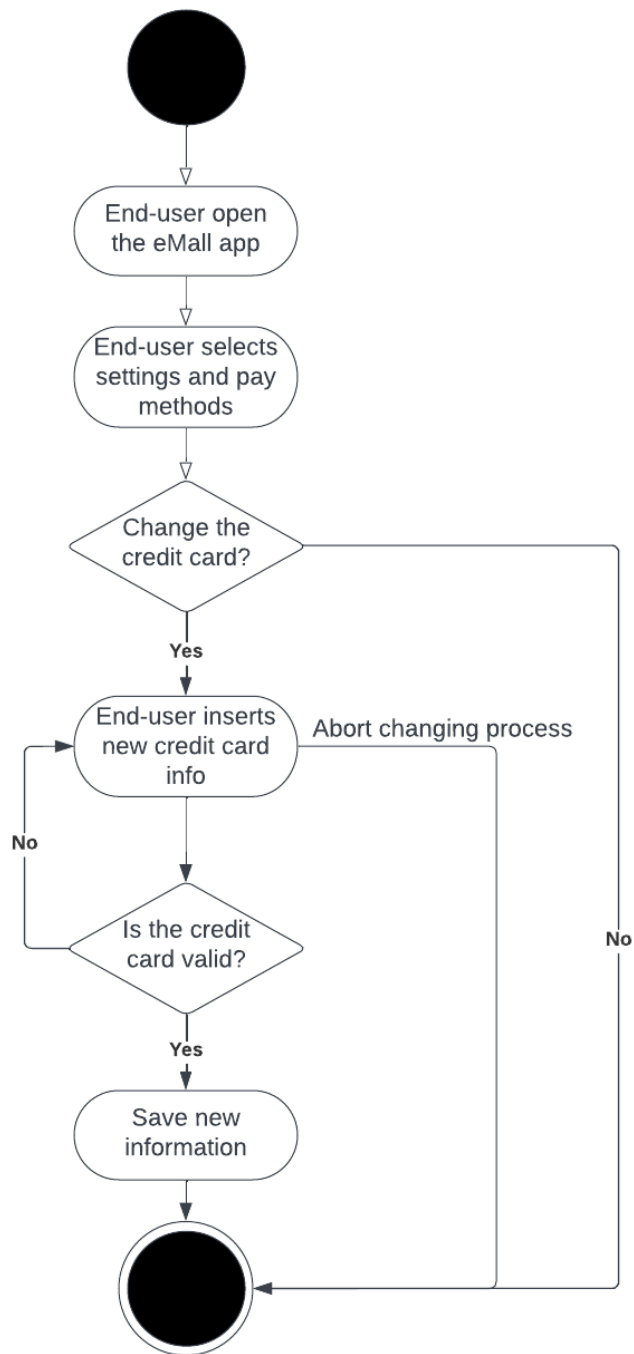 End-user open
the eMall app
End-user selects
settings and pay
methods
Change the
credit card?
Yes
End-user inserts
new credit card
info
Abort changing process
No
Is the credit
card valid?
No
Yes
Save new
information